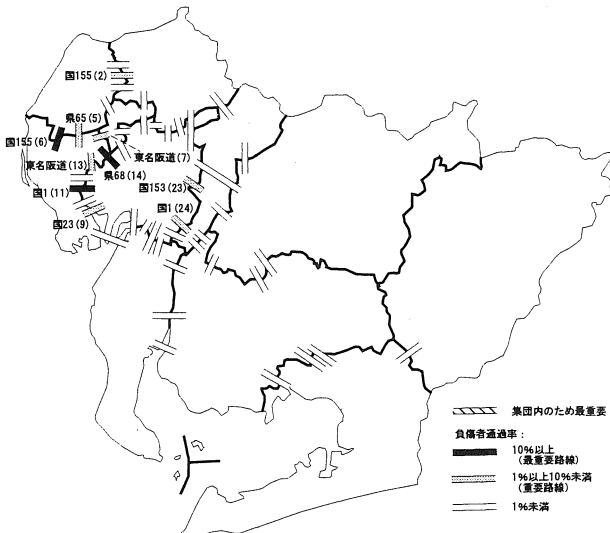 国155(2)
県65(5)
国155(6)
東名阪道(7)
東名阪道(13)
県68(14)
国153(23)
国1(11)
国1(24)
国23(9)
集団内のため最重要
負傷者通過率：
10%以上
(最重要路線)
1%以上10%未満
(重要路線)
1%未満